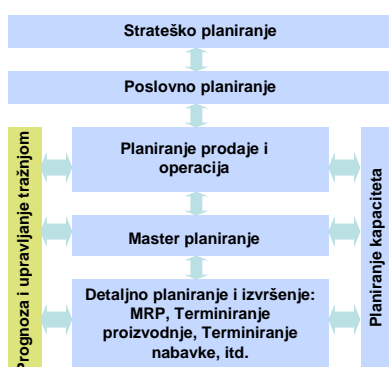 Strateško planiranje
Poslovno planiranje
Prognoza i upravljanje tražnjom
Planiranje prodaje i
operacija
Master planiranje
Detaljno planiranje i izvršenje:
MRP, Terminiranje
proizvodnje, Terminiranje
nabavke, itd.
Planiranje kapaciteta